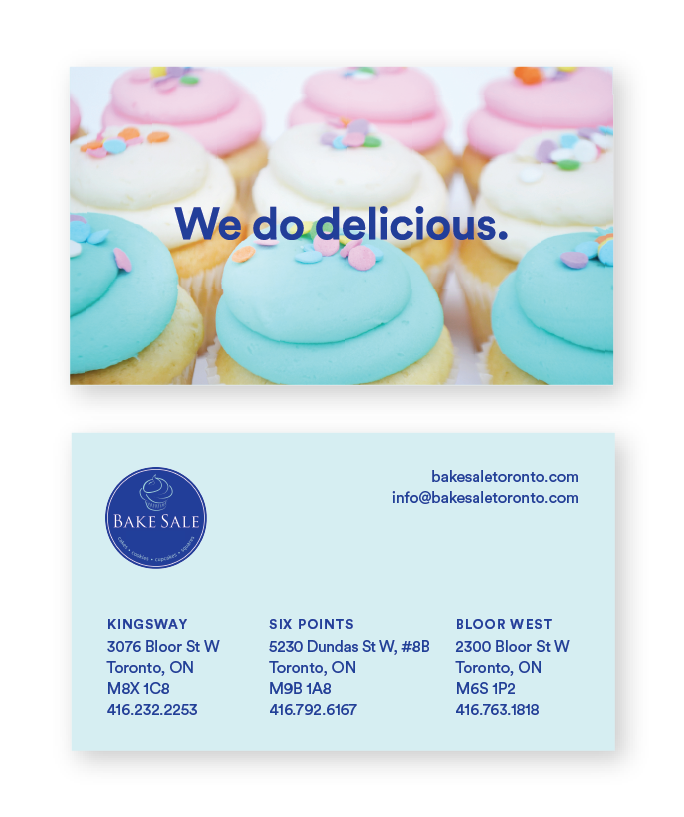 We do delicious.
bakesaletoronto.com
info@bakesaletoronto.com
BAKE SALE
cakes • cookies • cupcakes • squares
KINGSWAY
3076 Bloor St W
Toronto, ON
M8X 1C8
416.232.2253
SIX POINTS
5230 Dundas St W, #8B
Toronto, ON
M9B 1A8
416.792.6167
BLOOR WEST
2300 Bloor St W
Toronto, ON
M6S 1P2
416.763.1818